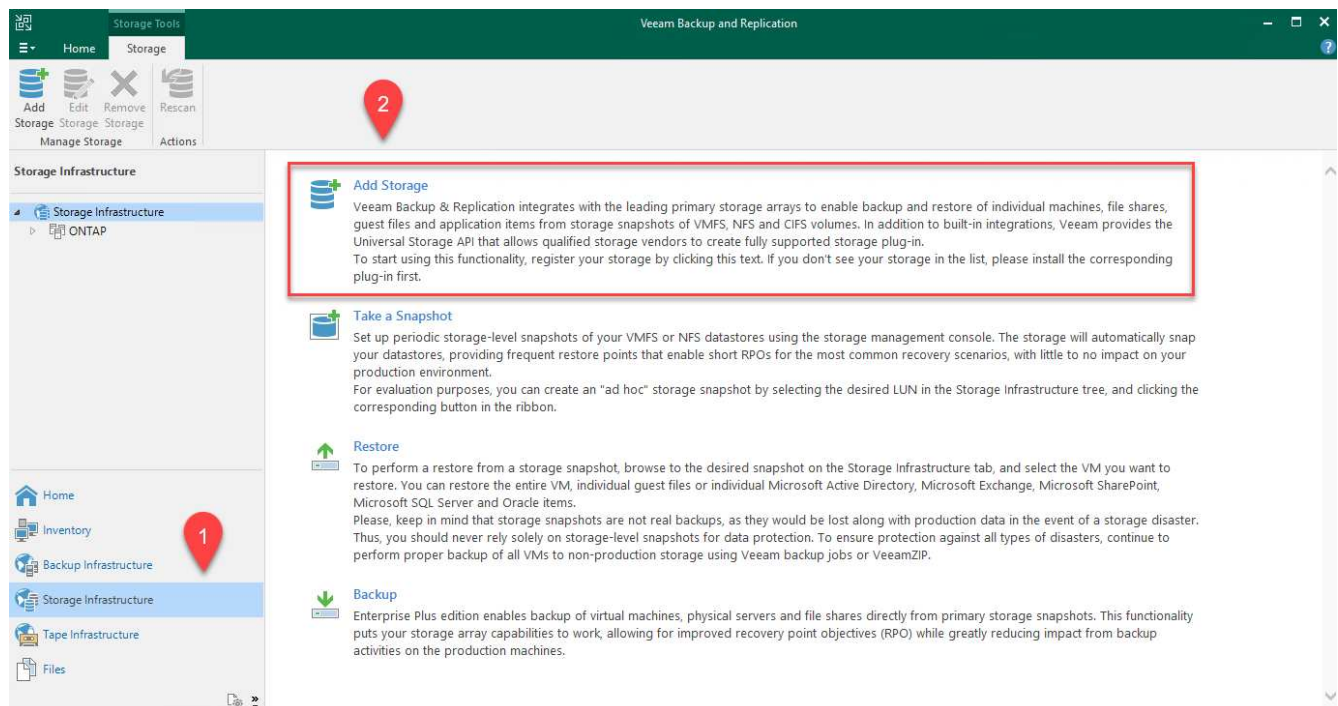 Storage Tools
Veeam Backup and Replication
Home
Storage
Add
Storage
Edit
Storage
Remove
Storage
Rescan
Manage Storage
Actions
2
Storage Infrastructure
Storage Infrastructure
ONTAP
Add Storage
Veeam Backup & Replication integrates with the leading primary storage arrays to enable backup and restore of individual machines, file shares,
guest files and application items from storage snapshots of VMFS, NFS and CIFS volumes. In addition to built-in integrations, Veeam provides the
Universal Storage API that allows qualified storage vendors to create fully supported storage plug-in.
To start using this functionality, register your storage by clicking this text. If you don't see your storage in the list, please install the corresponding
plug-in first.
Take a Snapshot
Set up periodic storage-level snapshots of your VMFS or NFS datastores using the storage management console. The storage will automatically snap
your datastores, providing frequent restore points that enable short RPOs for the most common recovery scenarios, with little to no impact on your
production environment.
For evaluation purposes, you can create an "ad hoc" storage snapshot by selecting the desired LUN in the Storage Infrastructure tree, and clicking the
corresponding button in the ribbon.
Restore
To perform a restore from a storage snapshot, browse to the desired snapshot on the Storage Infrastructure tab, and select the VM you want to
restore. You can restore the entire VM, individual guest files or individual Microsoft Active Directory, Microsoft Exchange, Microsoft SharePoint,
Microsoft SQL Server and Oracle items.
Please, keep in mind that storage snapshots are not real backups, as they would be lost along with production data in the event of a storage disaster.
Thus, you should never rely solely on storage-level snapshots for data protection. To ensure protection against all types of disasters, continue to
perform proper backup of all VMs to non-production storage using Veeam backup jobs or VeeamZIP.
Backup
Enterprise Plus edition enables backup of virtual machines, physical servers and file shares directly from primary storage snapshots. This functionality
puts your storage array capabilities to work, allowing for improved recovery point objectives (RPO) while greatly reducing impact from backup
activities on the production machines.
Home
Inventory
1
Backup Infrastructure
Storage Infrastructure
Tape Infrastructure
Files